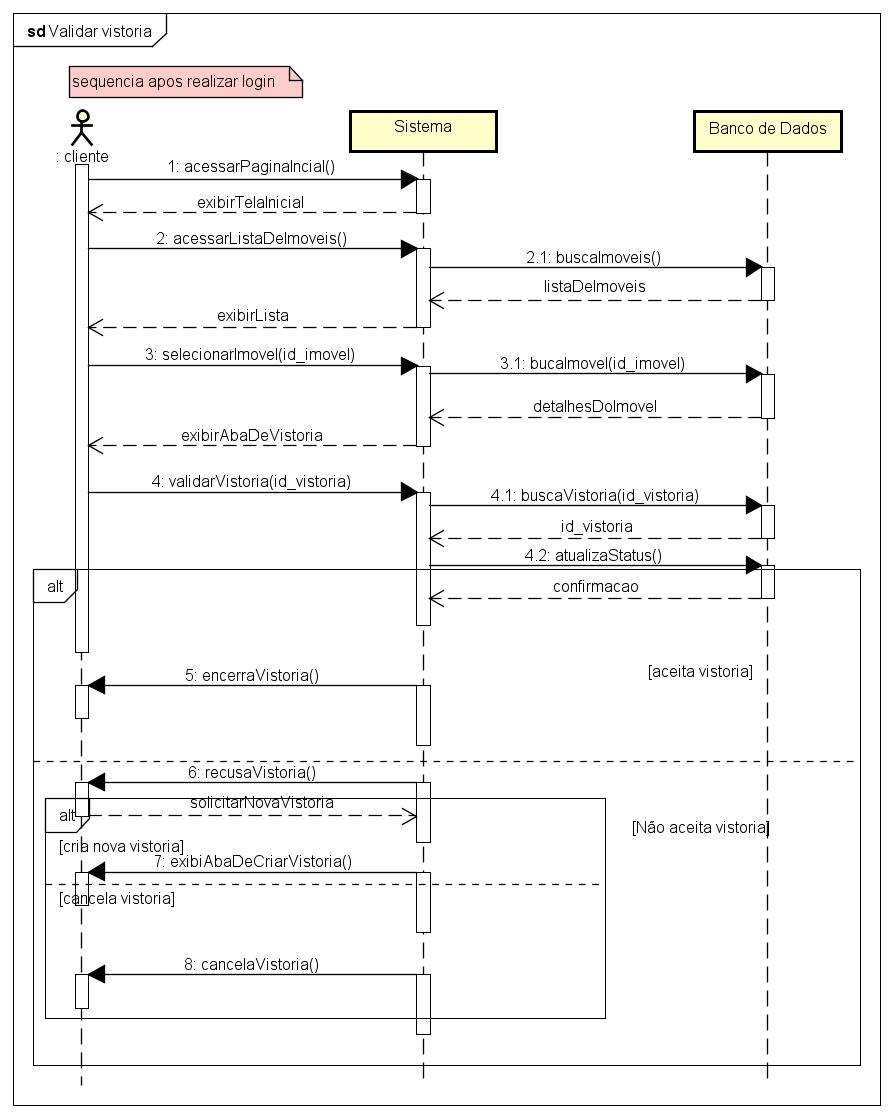 sd Validar vistoria
sequencia apos realizar login
: cliente
Sistema
Banco de Dados
1: acessarPaginaIncial()
exibirTelaInicial
2: acessarListaDeImoveis()
2.1: buscaImoveis()
listaDeImoveis
exibirLista
3: selecionarImovel(id_imovel)
3.1: bucaImovel(id_imovel)
detalhesDoImovel
exibirAbaDeVistoria
4: validarVistoria(id_vistoria)
4.1: buscaVistoria(id_vistoria)
id_vistoria
4.2: atualizaStatus()
alt
confirmacao
[aceita vistoria]
5: encerraVistoria()
6: recusaVistoria()
solicitarNovaVistoria
alt
[Não aceita vistoria]
[cria nova vistoria]
7: exibiAbaDeCriarVistoria()
[cancela vistoria]
8: cancelaVistoria()